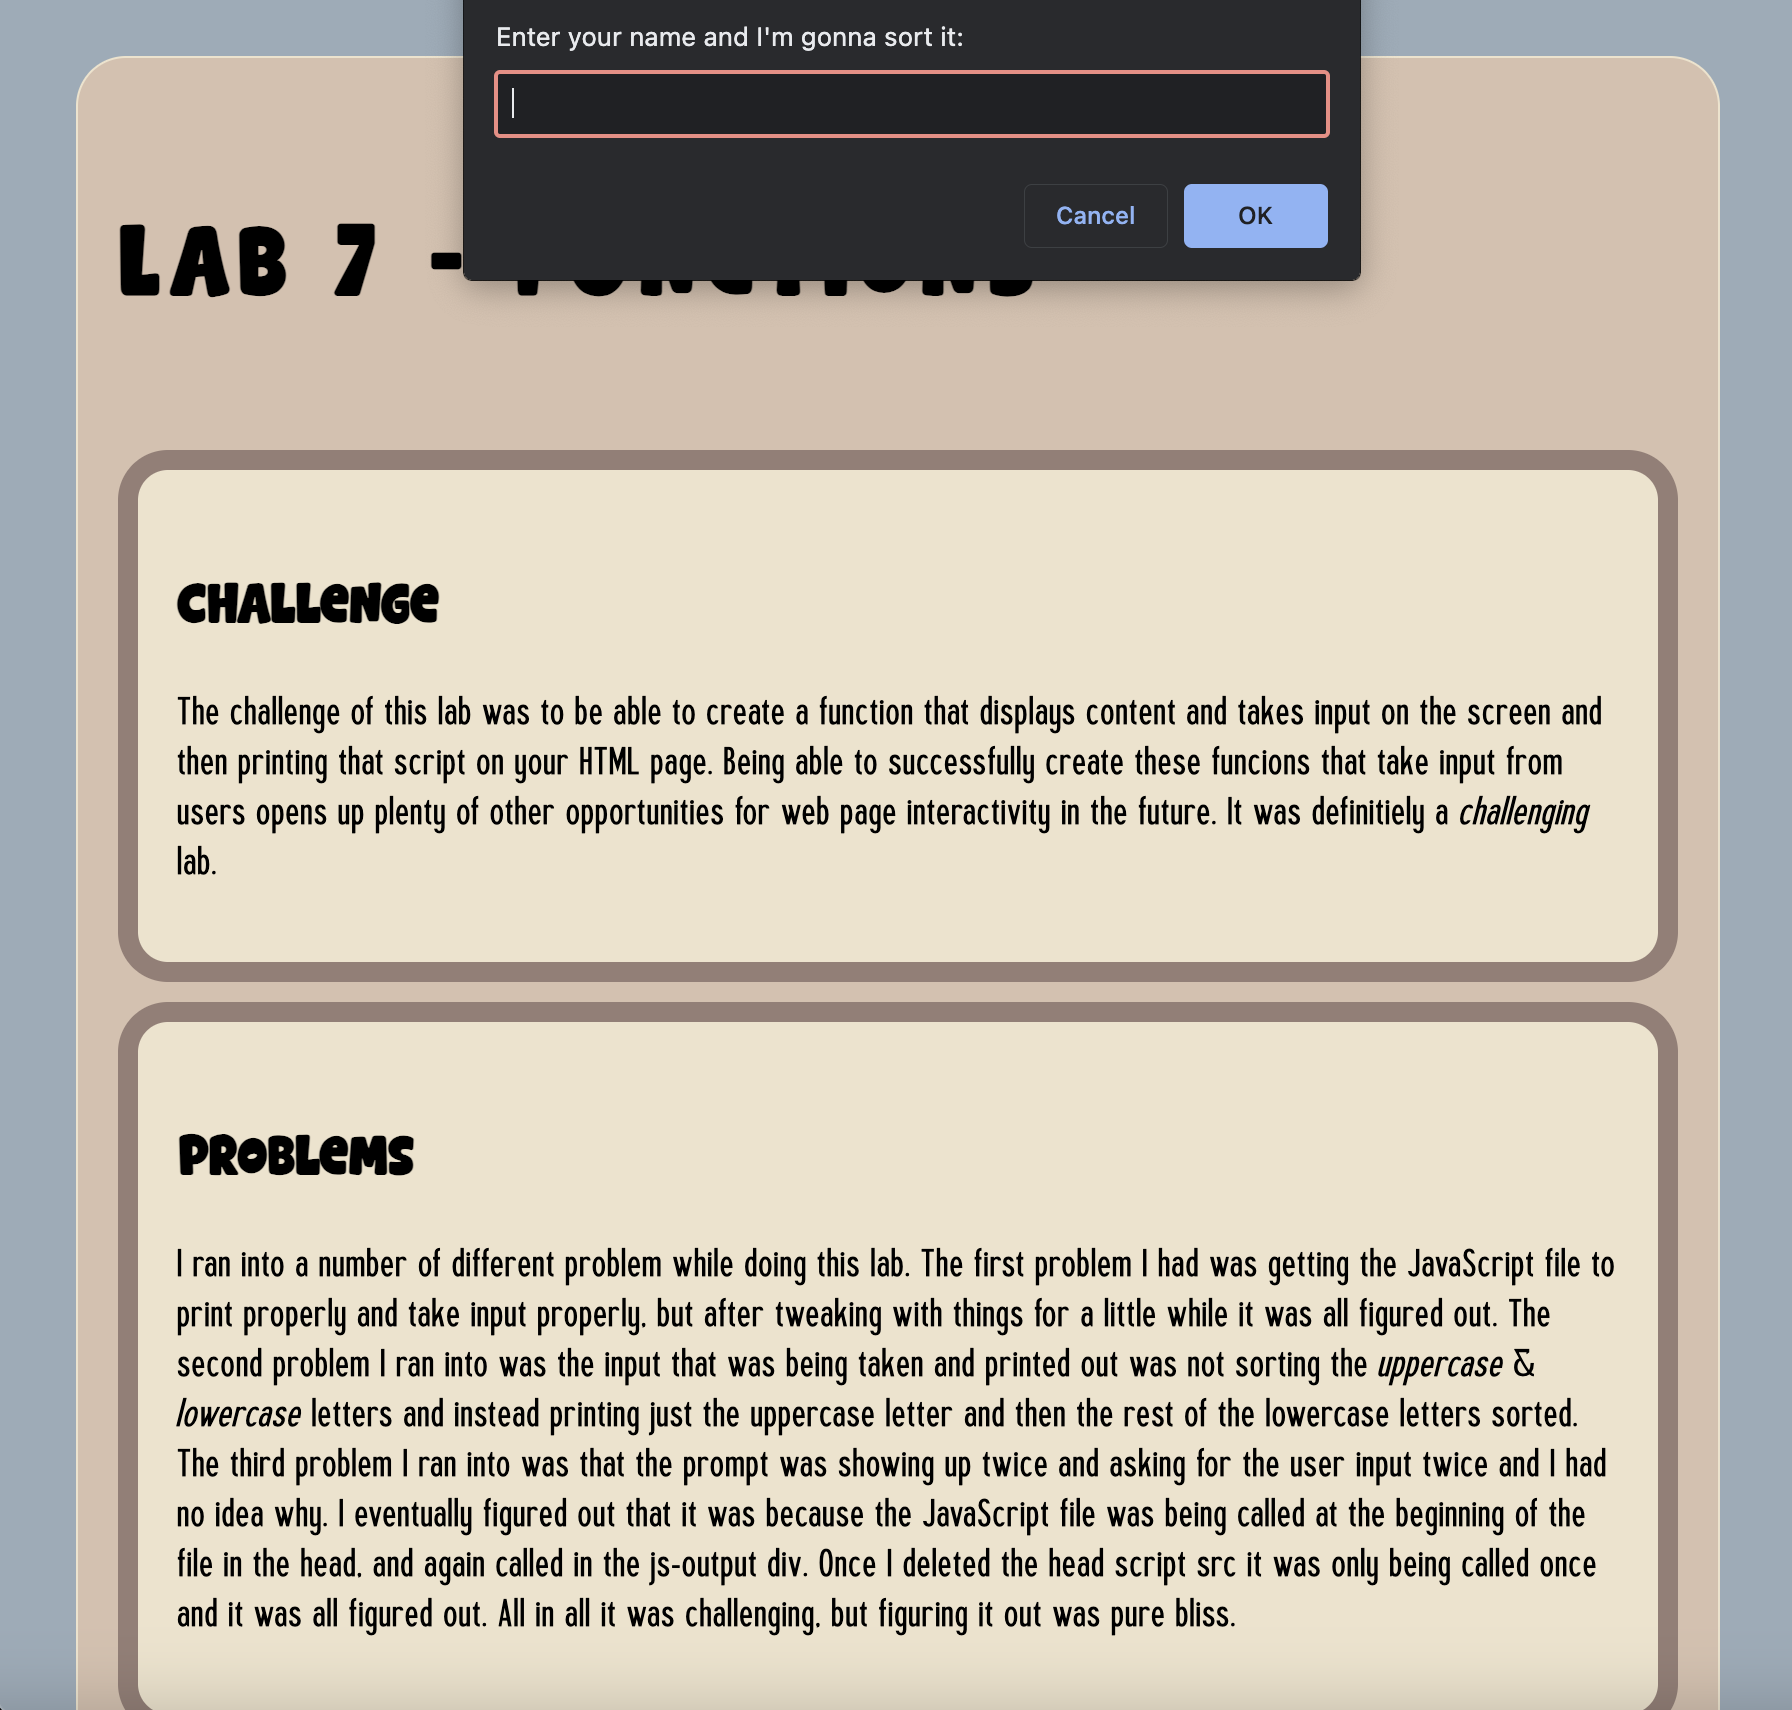 Enter your name and I'm gonna sort it:
Cancel
OK
LAB 7 - FUNCTIONS
CHALLENGE
The challenge of this lab was to be able to create a function that displays content and takes input on the screen and
then printing that script on your HTML page. Being able to successfully create these funcions that take input from
users opens up plenty of other opportunities for web page interactivity in the future. It was definitiely a challenging
lab.
PROBLEMS
I ran into a number of different problem while doing this lab. The first problem I had was getting the JavaScript file to
print properly and take input properly, but after tweaking with things for a little while it was all figured out. The
second problem I ran into was the input that was being taken and printed out was not sorting the uppercase &
lowercase letters and instead printing just the uppercase letter and then the rest of the lowercase letters sorted.
The third problem I ran into was that the prompt was showing up twice and asking for the user input twice and I had
no idea why. I eventually figured out that it was because the JavaScript file was being called at the beginning of the
file in the head, and again called in the js-output div. Once I deleted the head script src it was only being called once
and it was all figured out. All in all it was challenging, but figuring it out was pure bliss.